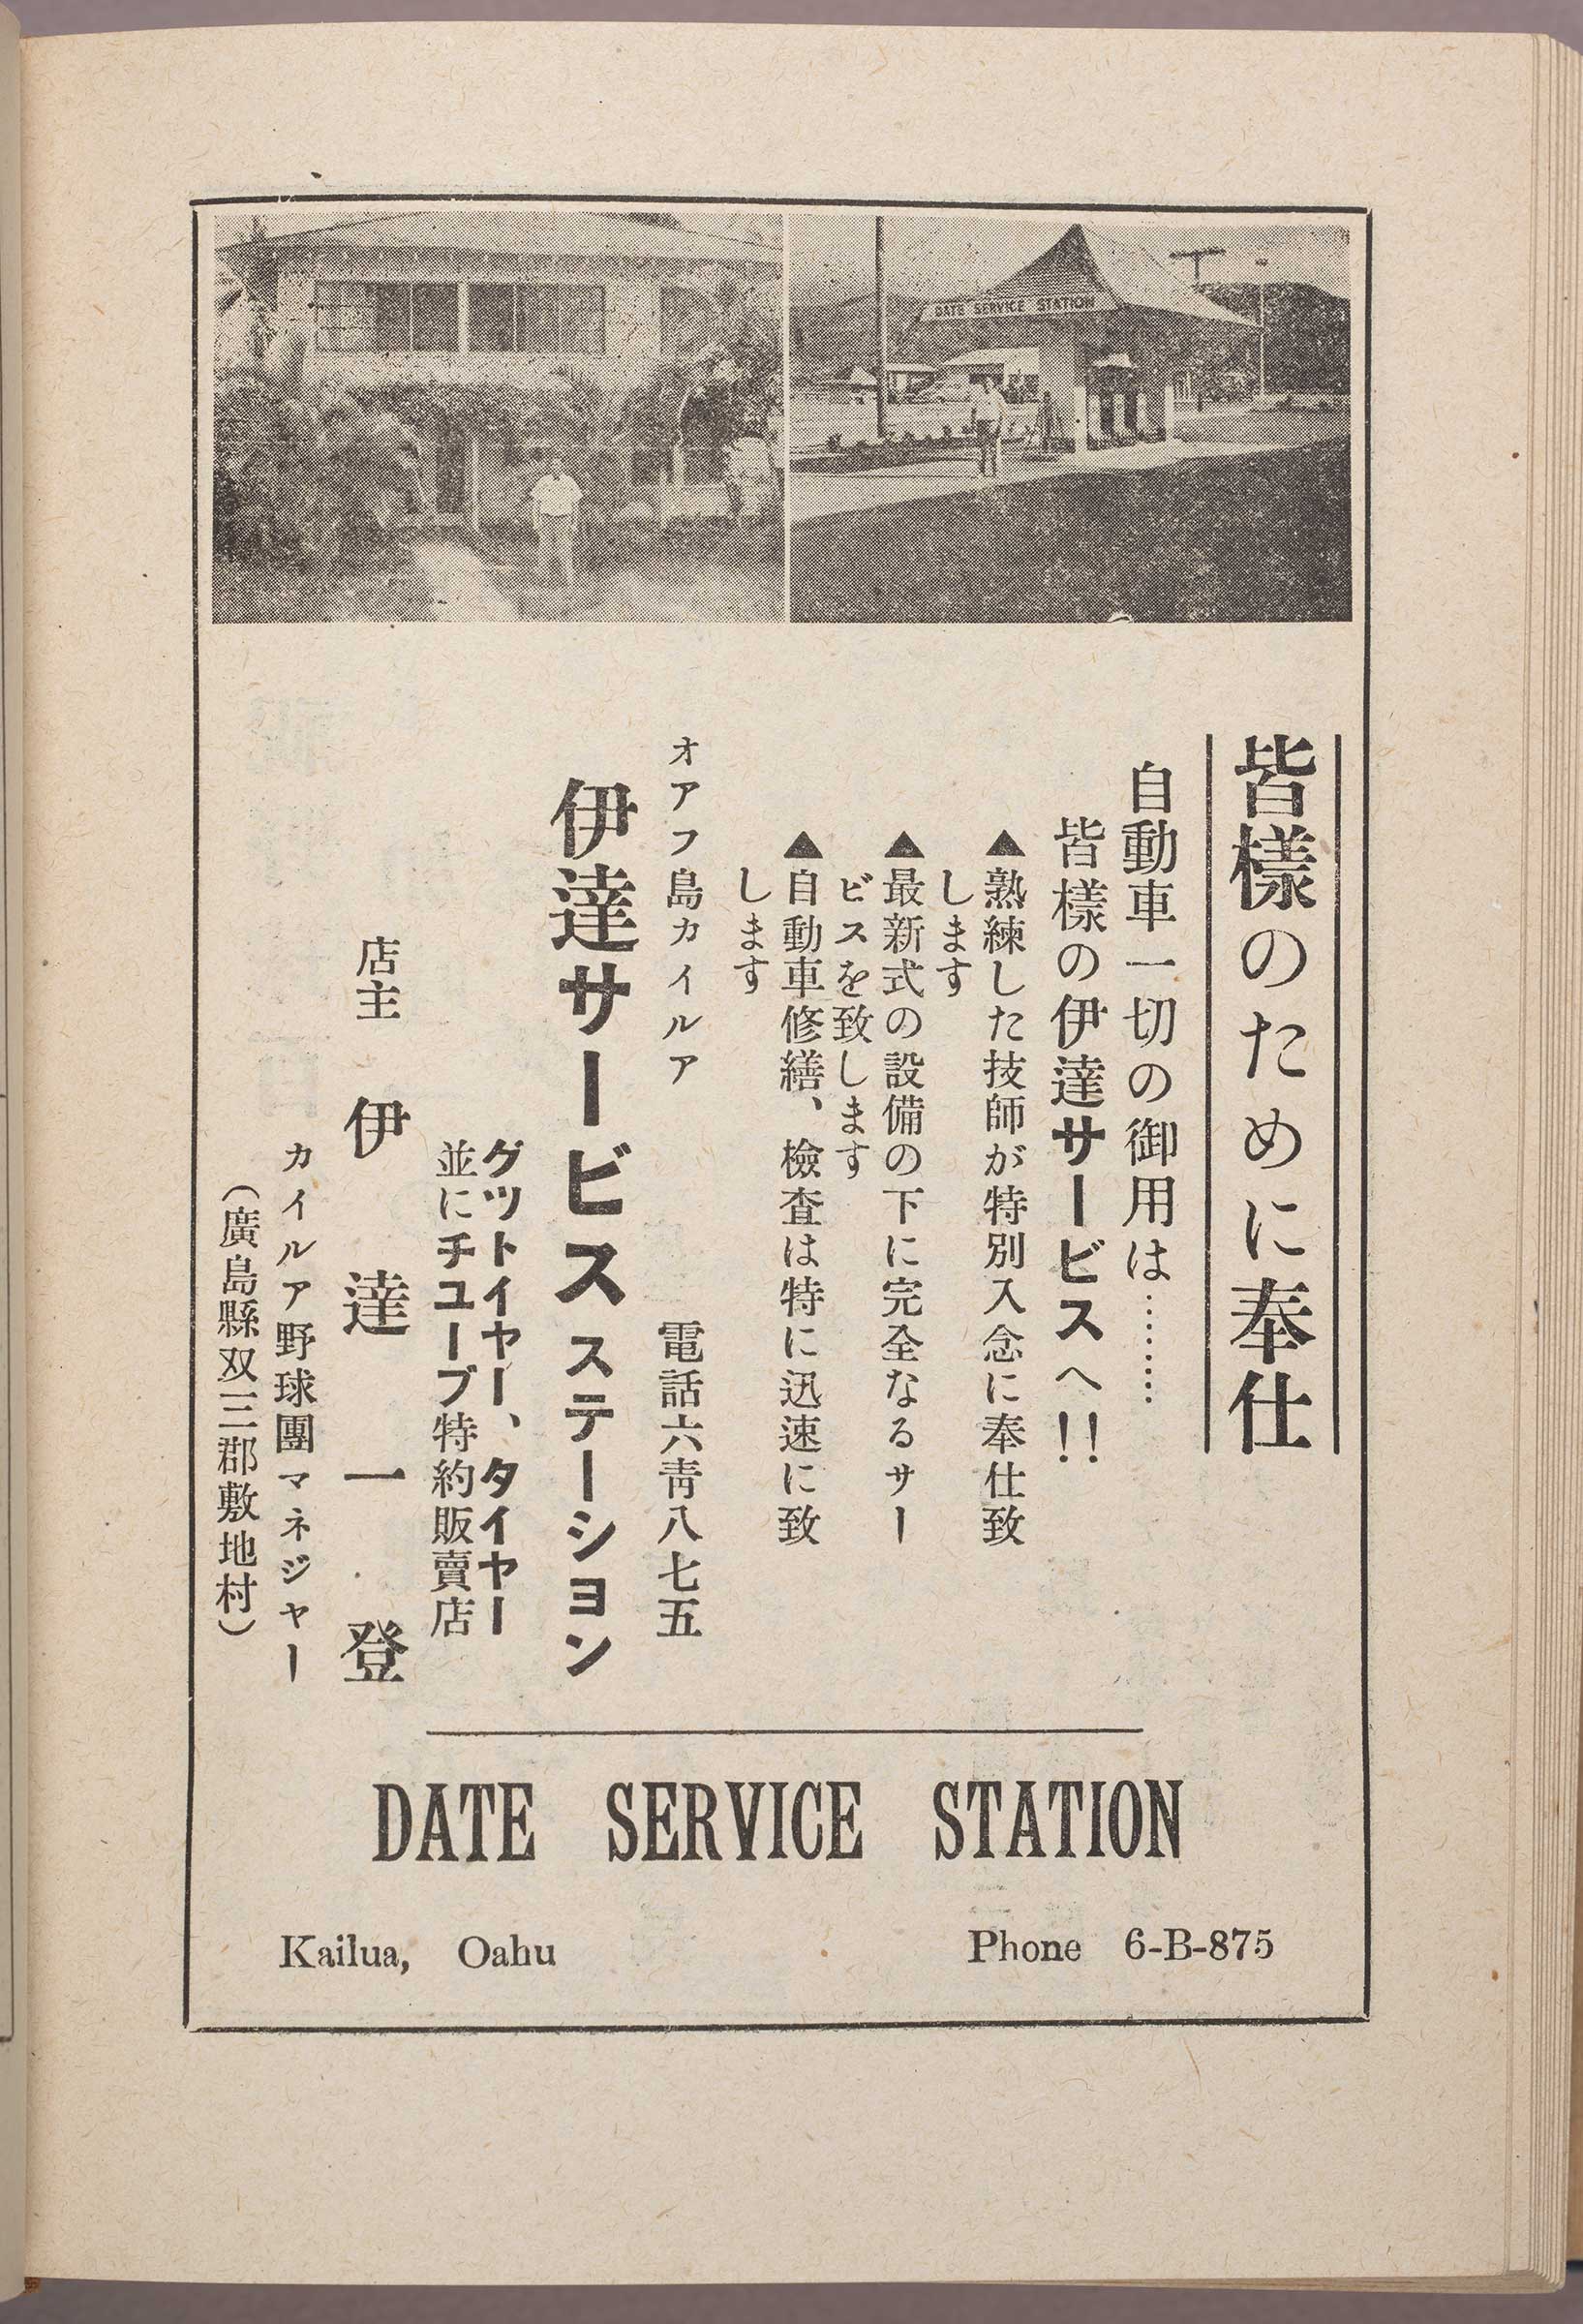 DATE SERVICE STATION
皆様のために奉仕
自動車一切の御用は………
皆様の伊達サービスへ!!
▲熟練した技師が特別入念に奉仕致
します
▲最新式の設備の下に完全なるサー
ビスを致します
▲自動車修繕、檢査は特に迅速に致
します
オアフ島カイルア 電話六靑八七五
伊達サービスステーション
グツトイヤー、タイヤー
並にチユーブ特約販賣店
店主 伊達一登
カイルア野球團マネジヤー
(廣島縣双三郡敷地村)
DATE SERVICE STATION
Kailua, Oahu Phone 6-B-875